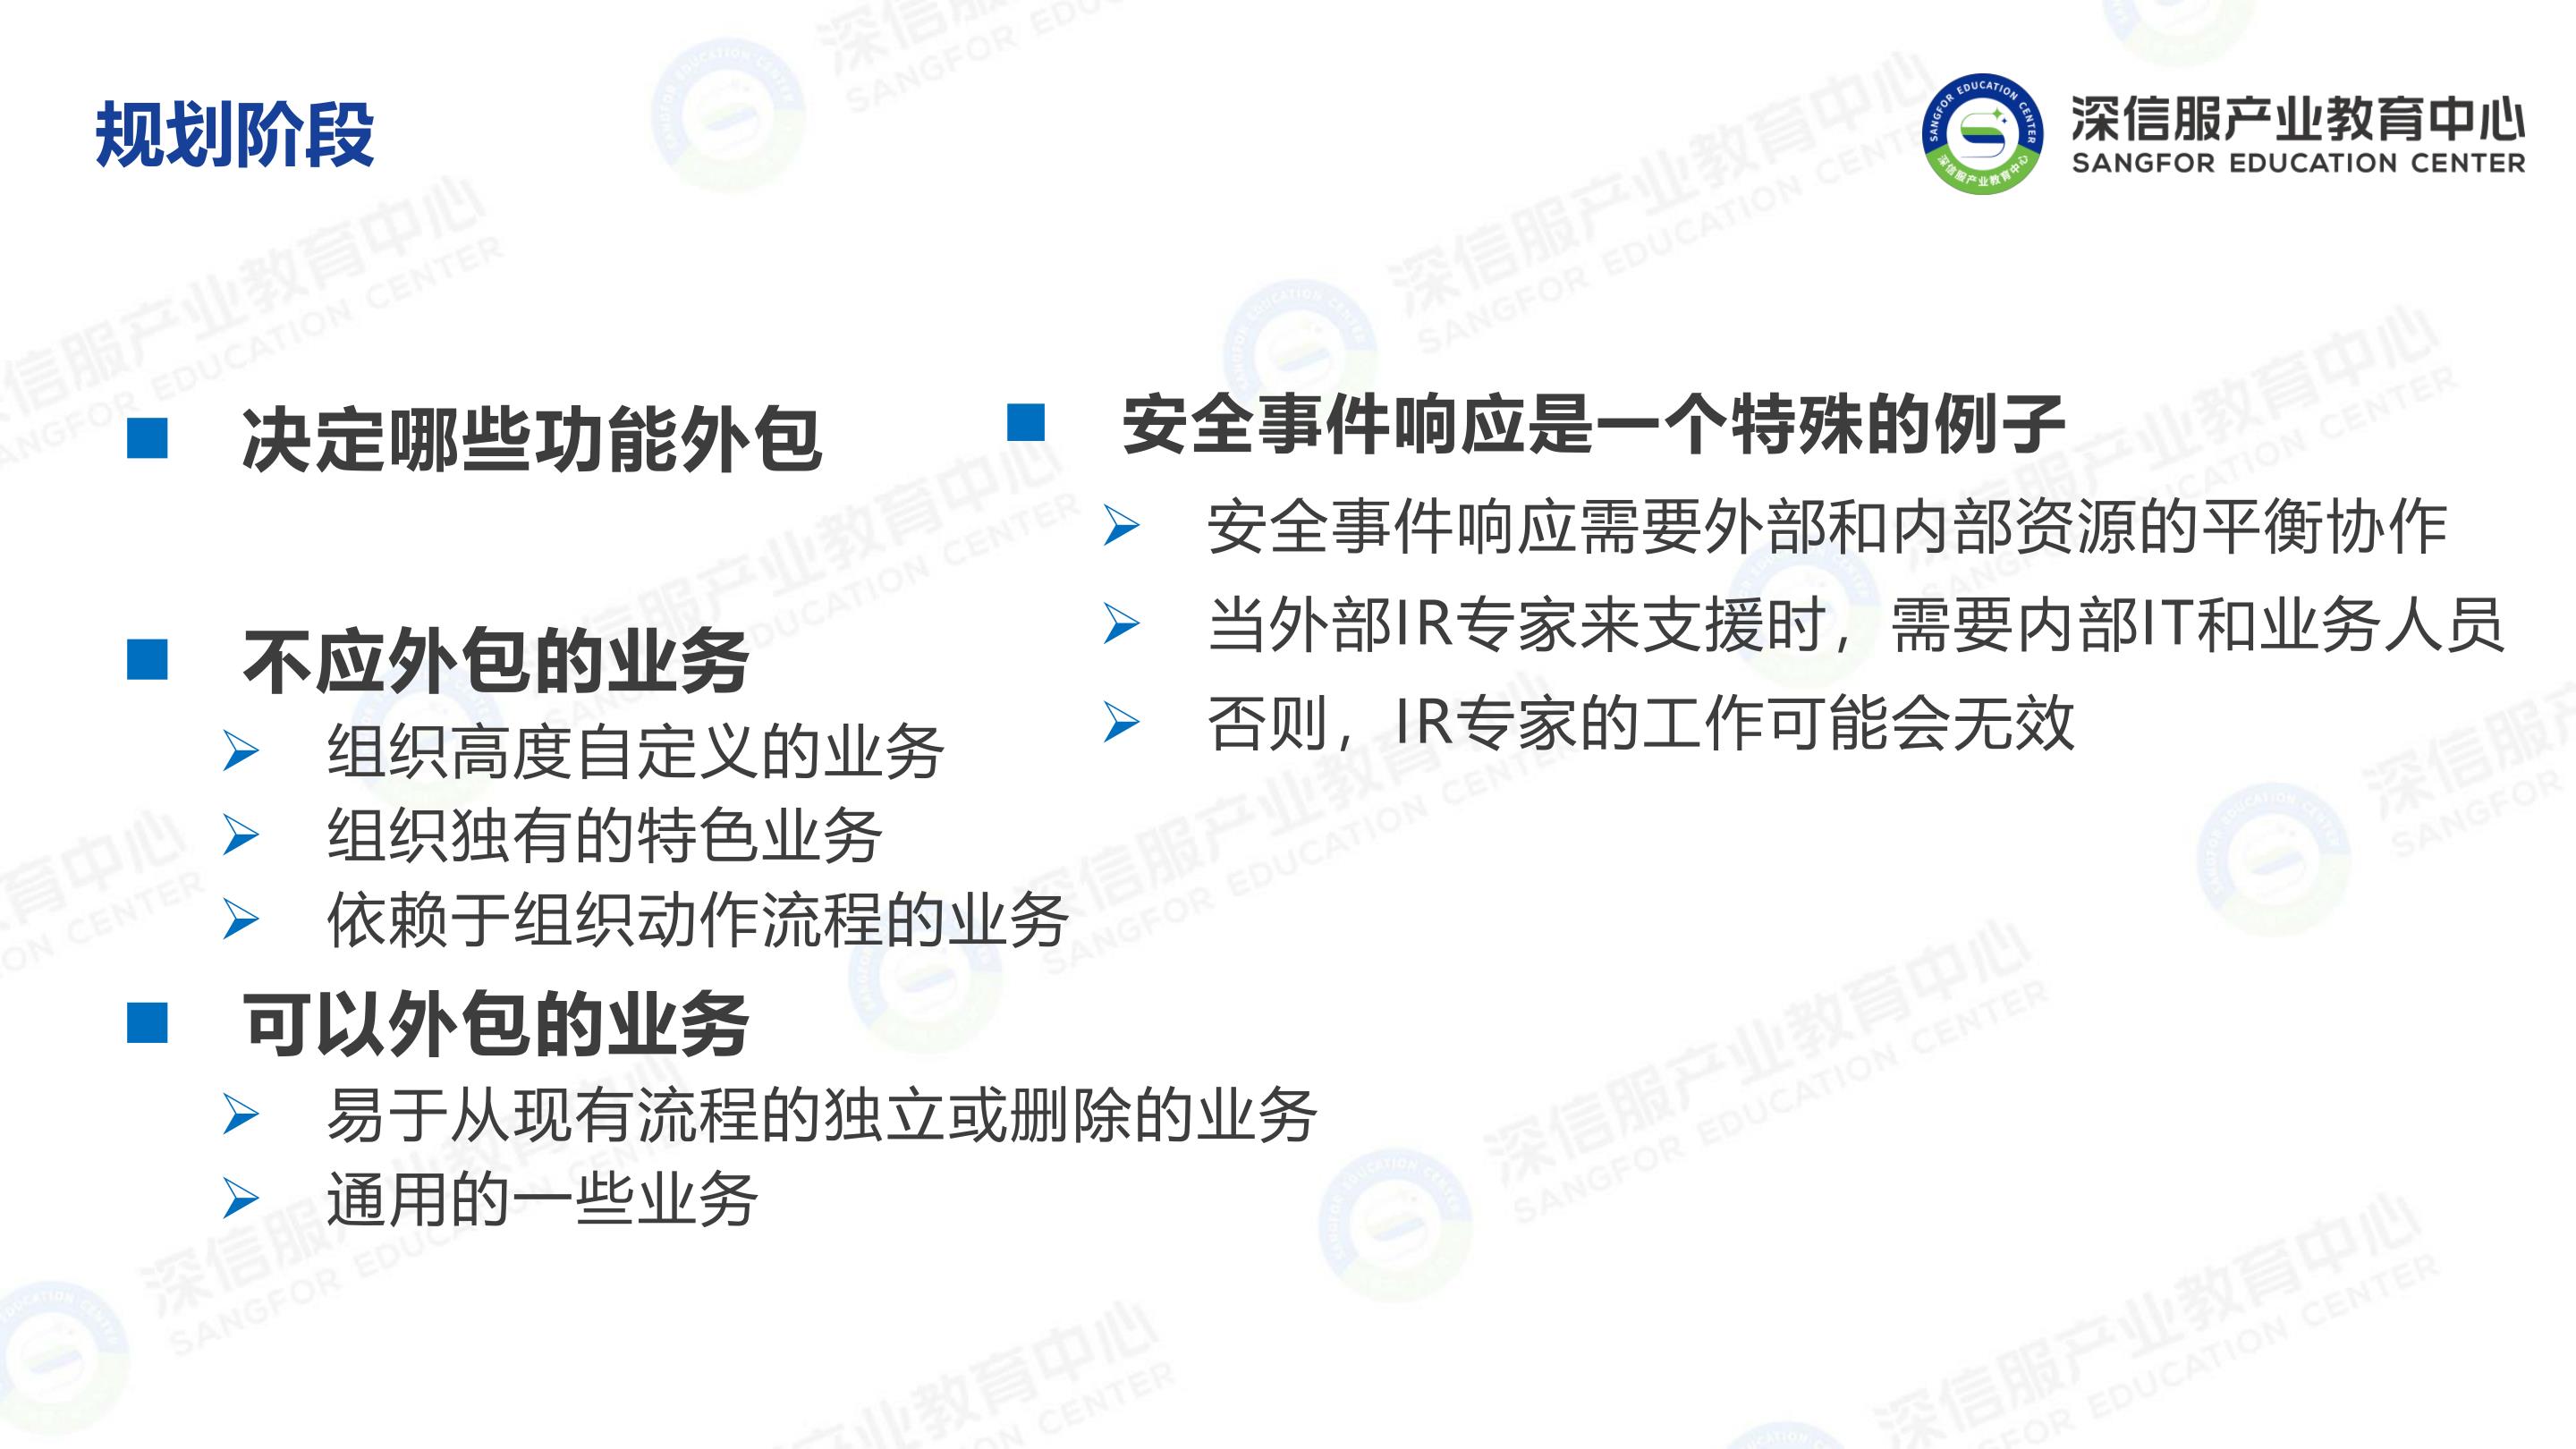 规划阶段
深信服产业教育中心
SANGFOR EDUCATION CENTER
决定哪些功能外包
不应外包的业务
组织高度自定义的业务
组织独有的特色业务
依赖于组织动作流程的业务
可以外包的业务
易于从现有流程的独立或删除的业务
通用的一些业务
安全事件响应是一个特殊的例子
安全事件响应需要外部和内部资源的平衡协作
当外部IR专家来支援时，需要内部IT和业务人员
否则，IR专家的工作可能会无效